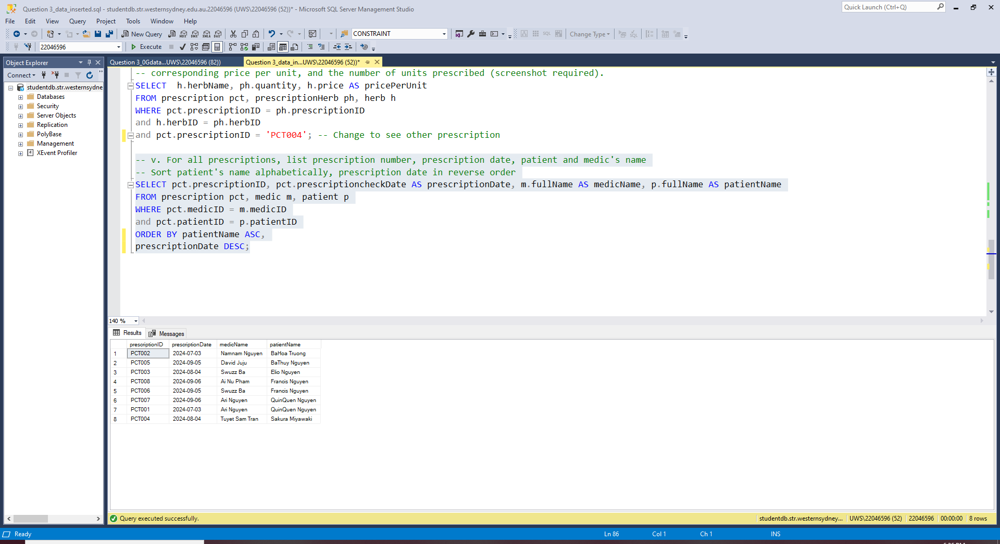 Question 3_data_inserted.sql - studentdb.str.westernsydney.edu.au.22046596 (UWS\22046596 (52))* - Microsoft SQL Server Management Studio
Quick Launch (Ctrl+Q)
File Edit View Query Project Tools Window Help
New Query MDX DMX XMLA DAX CONSTRAINT SQL Change Type
22046596 Execute
Object Explorer
Question 3_0Gdata...UWS\22046596 (82))
Question 3_data_in...UWS\22046596 (52))*
Connect
studentdb.str.westernsydne
Databases
Security
Server Objects
Replication
PolyBase
Management
XEvent Profiler
-- corresponding price per unit, and the number of units prescribed (screenshot required).
SELECT  h.herbName, ph.quantity, h.price AS pricePerUnit
FROM prescription pct, prescriptionHerb ph, herb h
WHERE pct.prescriptionID = ph.prescriptionID
and h.herbID = ph.herbID
and pct.prescriptionID = 'PCT004'; -- Change to see other prescription
-- v. For all prescriptions, list prescription number, prescription date, patient and medic's name
-- Sort patient's name alphabetically, prescription date in reverse order
SELECT pct.prescriptionID, pct.prescriptioncheckDate AS prescriptionDate, m.fullName AS medicName, p.fullName AS patientName
FROM prescription pct, medic m, patient p
WHERE pct.medicID = m.medicID
and pct.patientID = p.patientID
ORDER BY patientName ASC,
prescriptionDate DESC;
140 %
Results Messages
prescriptionID prescriptionDate medicName patientName
1 PCT002 2024-07-03 Namnam Nguyen BaHoa Truong
2 PCT005 2024-09-05 David Juju BaThuy Nguyen
3 PCT003 2024-08-04 Swuzz Ba Elio Nguyen
4 PCT008 2024-09-06 Ai Nu Pham Francis Nguyen
5 PCT006 2024-09-05 Swuzz Ba Francis Nguyen
6 PCT007 2024-09-06 Ari Nguyen QuinQuen Nguyen
7 PCT001 2024-07-03 Ari Nguyen QuinQuen Nguyen
8 PCT004 2024-08-04 Tuyet Sam Tran Sakura Miyawaki
Query executed successfully.
studentdb.str.westernsydney... UWS\22046596 (52) 22046596 00:00:00 8 rows
Ready Ln 86 Col 1 Ch 1 INS